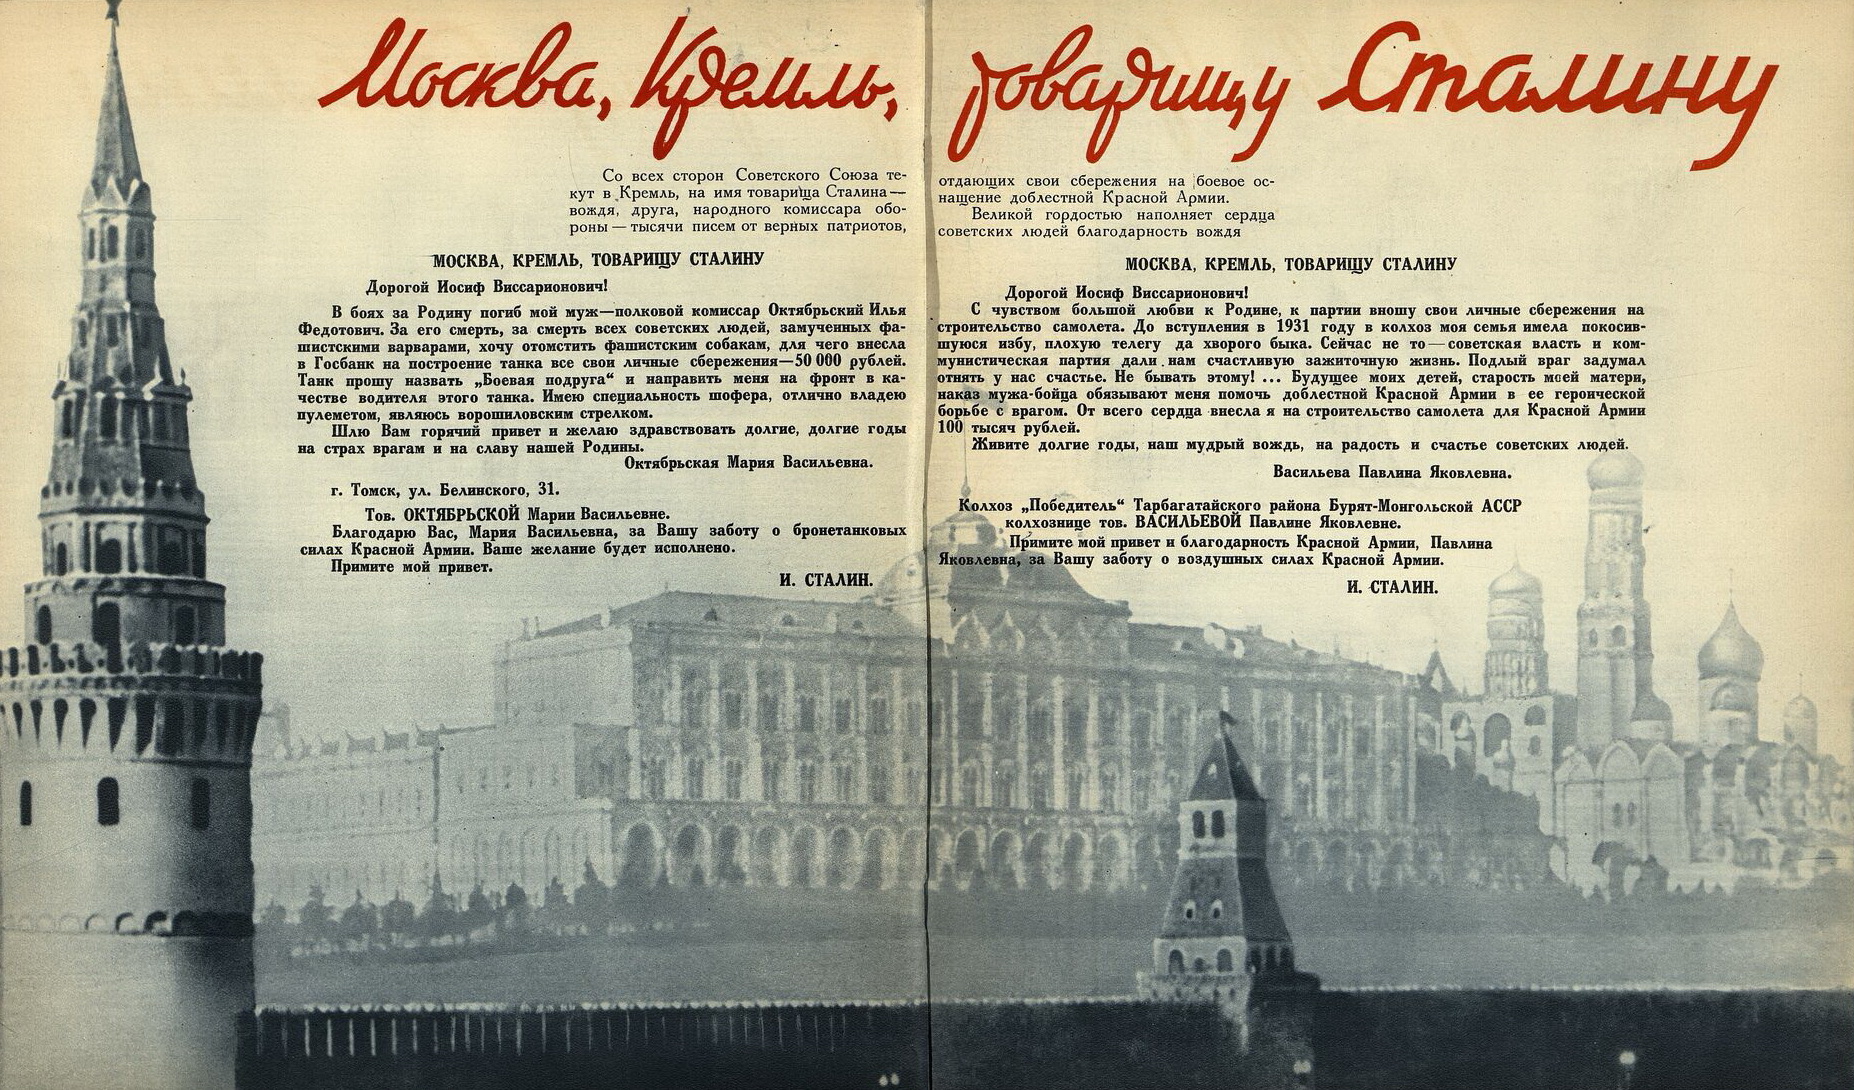 Москва, Кремль, товарищу Сталину
Со всех сторон Советского Союза те-
кут в Кремль, на имя товарища Сталина —
вождя, друга, народного комиссара обо-
роны — тысячи писем от верных патриотов,
отдающих свои сбережения на боевое ос-
нащение доблестной Красной Армии.
Великой гордостью наполняет сердца
советских людей благодарность вождя
МОСКВА, КРЕМЛЬ, ТОВАРИЩУ СТАЛИНУ
Дорогой Иосиф Виссарионович!
В боях за Родину погиб мой муж—полковой комиссар Октябрьский Илья
Федотович. За его смерть, за смерть всех советских людей, замученных фа-
шистскими варварами, хочу отомстить фашистским собакам, для чего внесла
в Госбанк на построение танка все свои личные сбережения—50 000 рублей.
Танк прошу назвать „Боевая подруга“ и направить меня на фронт в ка-
честве водителя этого танка. Имею специальность шофера, отлично владею
пулеметом, являюсь ворошиловским стрелком.
Шлю Вам горячий привет и желаю здравствовать долгие, долгие годы
на страх врагам и на славу нашей Родины.
Октябрьская Мария Васильевна.
г. Томск, ул. Белинского, 31.
Тов. ОКТЯБРЬСКОЙ Марии Васильевне.
Благодарю Вас, Мария Васильевна, за Вашу заботу о бронетанковых
силах Красной Армии. Ваше желание будет исполнено.
Примите мой привет.
И. СТАЛИН.
МОСКВА, КРЕМЛЬ, ТОВАРИЩУ СТАЛИНУ
Дорогой Иосиф Виссарионович!
С чувством большой любви к Родине, к партии вношу свои личные сбережения на
строительство самолета. До вступления в 1931 году в колхоз моя семья имела покосив-
шуюся избу, плохую телегу да хворого быка. Сейчас не то — советская власть и ком-
мунистическая партия дали нам счастливую зажиточную жизнь. Подлый враг задумал
отнять у нас счастье. Не бывать этому! ... Будущее моих детей, старость моей матери,
наказ мужа-бойца обязывают меня помочь доблестной Красной Армии в ее героической
борьбе с врагом. От всего сердца внесла я на строительство самолета для Красной Армии
100 тысяч рублей.
Живите долгие годы, наш мудрый вождь, на радость и счастье советских людей.
Васильева Павлина Яковлевна.
Колхоз „Победитель“ Тарбагатайского района Бурят-Монгольской АССР
колхознице тов. ВАСИЛЬЕВОЙ Павлине Яковлевне.
Примите мой привет и благодарность Красной Армии, Павлина
Яковлевна, за Вашу заботу о воздушных силах Красной Армии.
И. СТАЛИН.